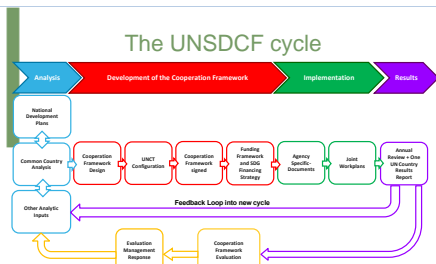 The UNSDCF cycle
Analysis
Development of the Cooperation Framework
Implementation
Results
National
Development
Plans
Common Country
Analysis
Cooperation
Framework
Design
UNCT
Configuration
Cooperation
Framework
signed
Funding
Framework
and SDG
Financing
Strategy
Agency
Specific-
Documents
Joint
Workplans
Annual
Review + One
UN Country
Results
Report
Other Analytic
Inputs
Feedback Loop into new cycle
Evaluation
Management
Response
Cooperation
Framework
Evaluation